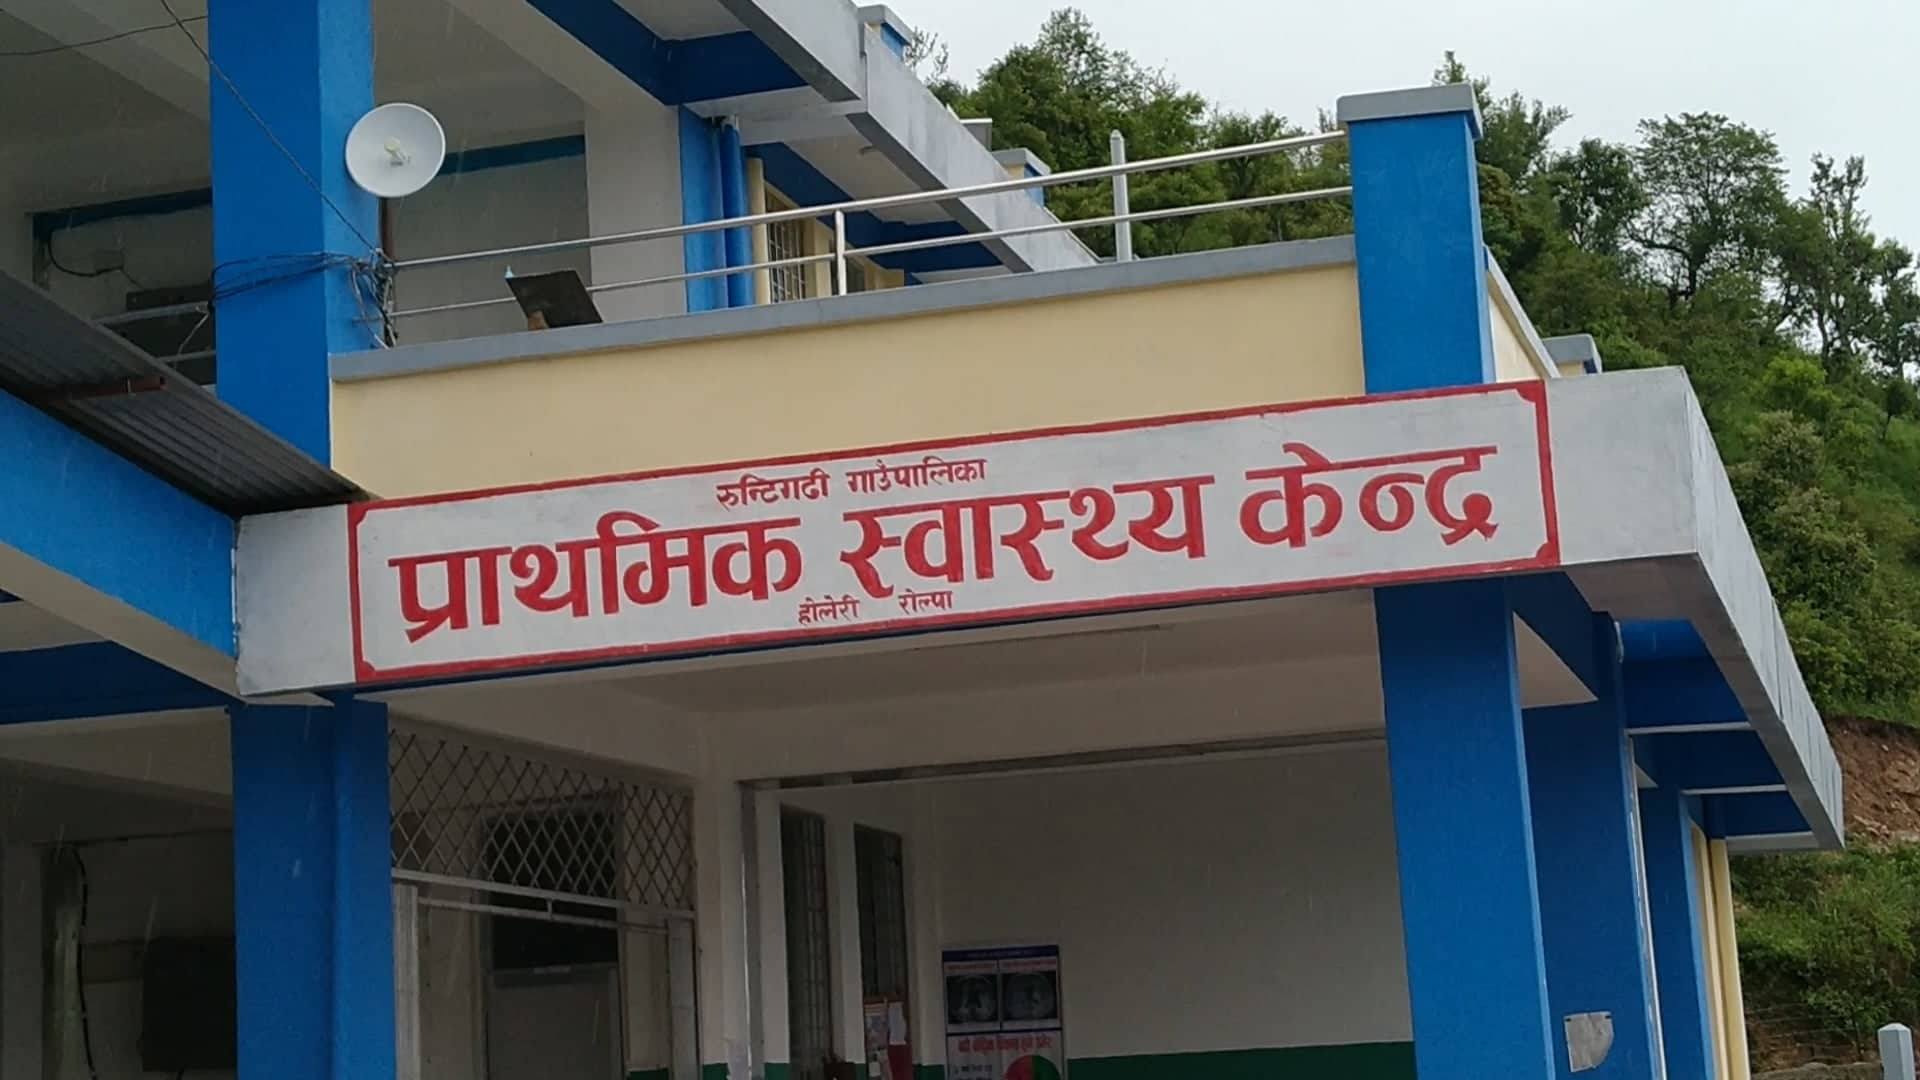 रुन्टिगढी गाउँपालिका
प्राथमिक स्वास्थ्य केन्द्र
होलेरी रोल्पा